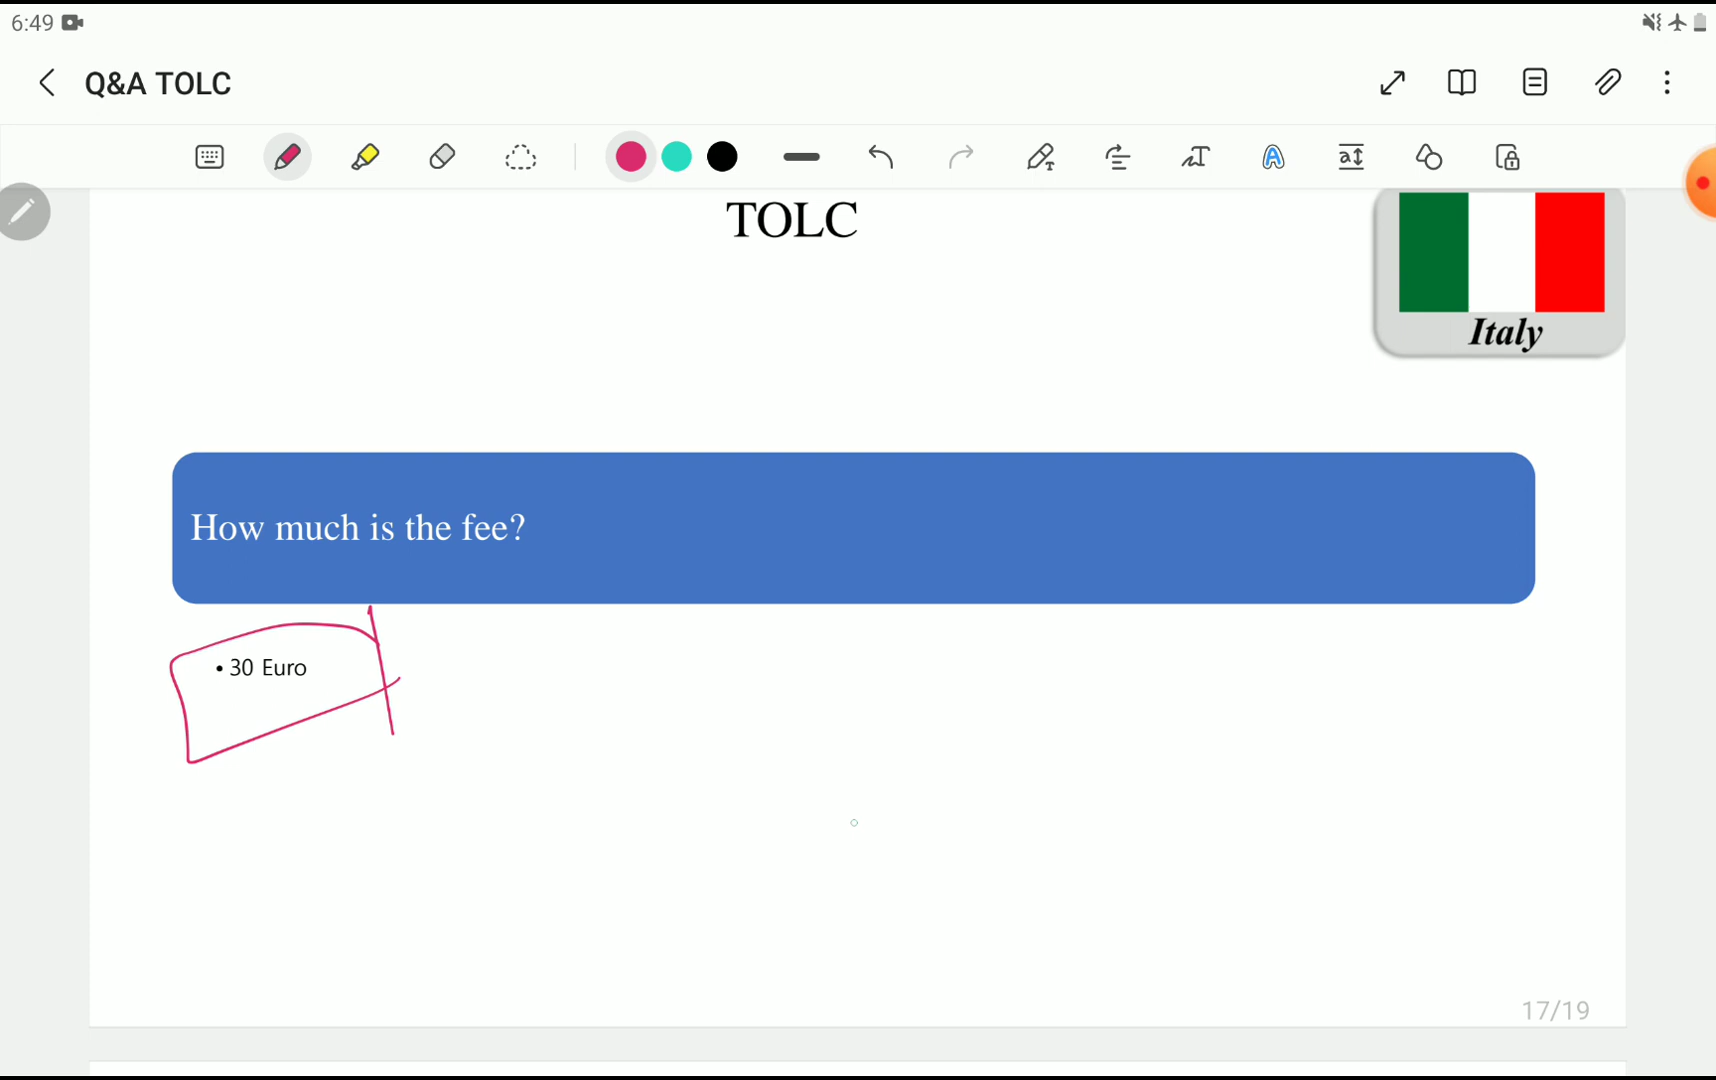 6:49
Q&A TOLC
TOLC
Italy
How much is the fee?
• 30 Euro
17/19